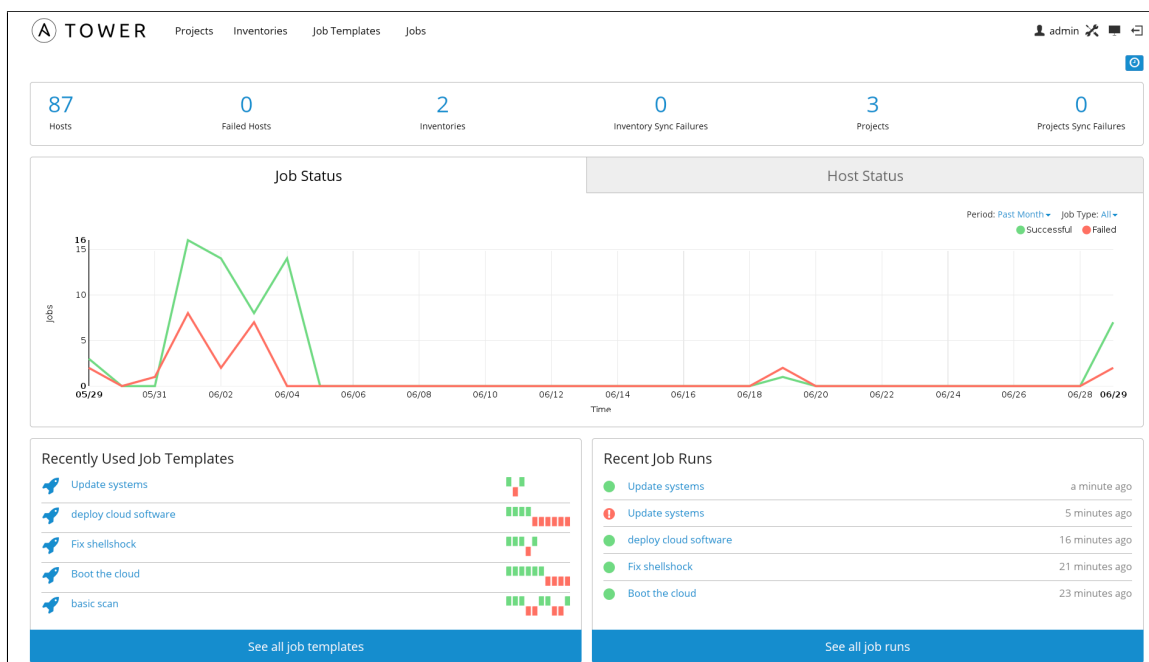 TOWER Projects Inventories Job Templates Jobs admin
87 0 2 0 3 0
Hosts Failed Hosts Inventories Inventory Sync Failures Projects Projects Sync Failures
Job Status Host Status
Period: Past Month Job Type: All
Successful Failed
16
15
10
5
0
Jobs
05/29 05/31 06/02 06/04 06/06 06/08 06/10 06/12 06/14 06/16 06/18 06/20 06/22 06/24 06/26 06/28 06/29
Time
Recently Used Job Templates
Update systems
deploy cloud software
Fix shellshock
Boot the cloud
basic scan
See all job templates
Recent Job Runs
Update systems a minute ago
Update systems 5 minutes ago
deploy cloud software 16 minutes ago
Fix shellshock 21 minutes ago
Boot the cloud 23 minutes ago
See all job runs